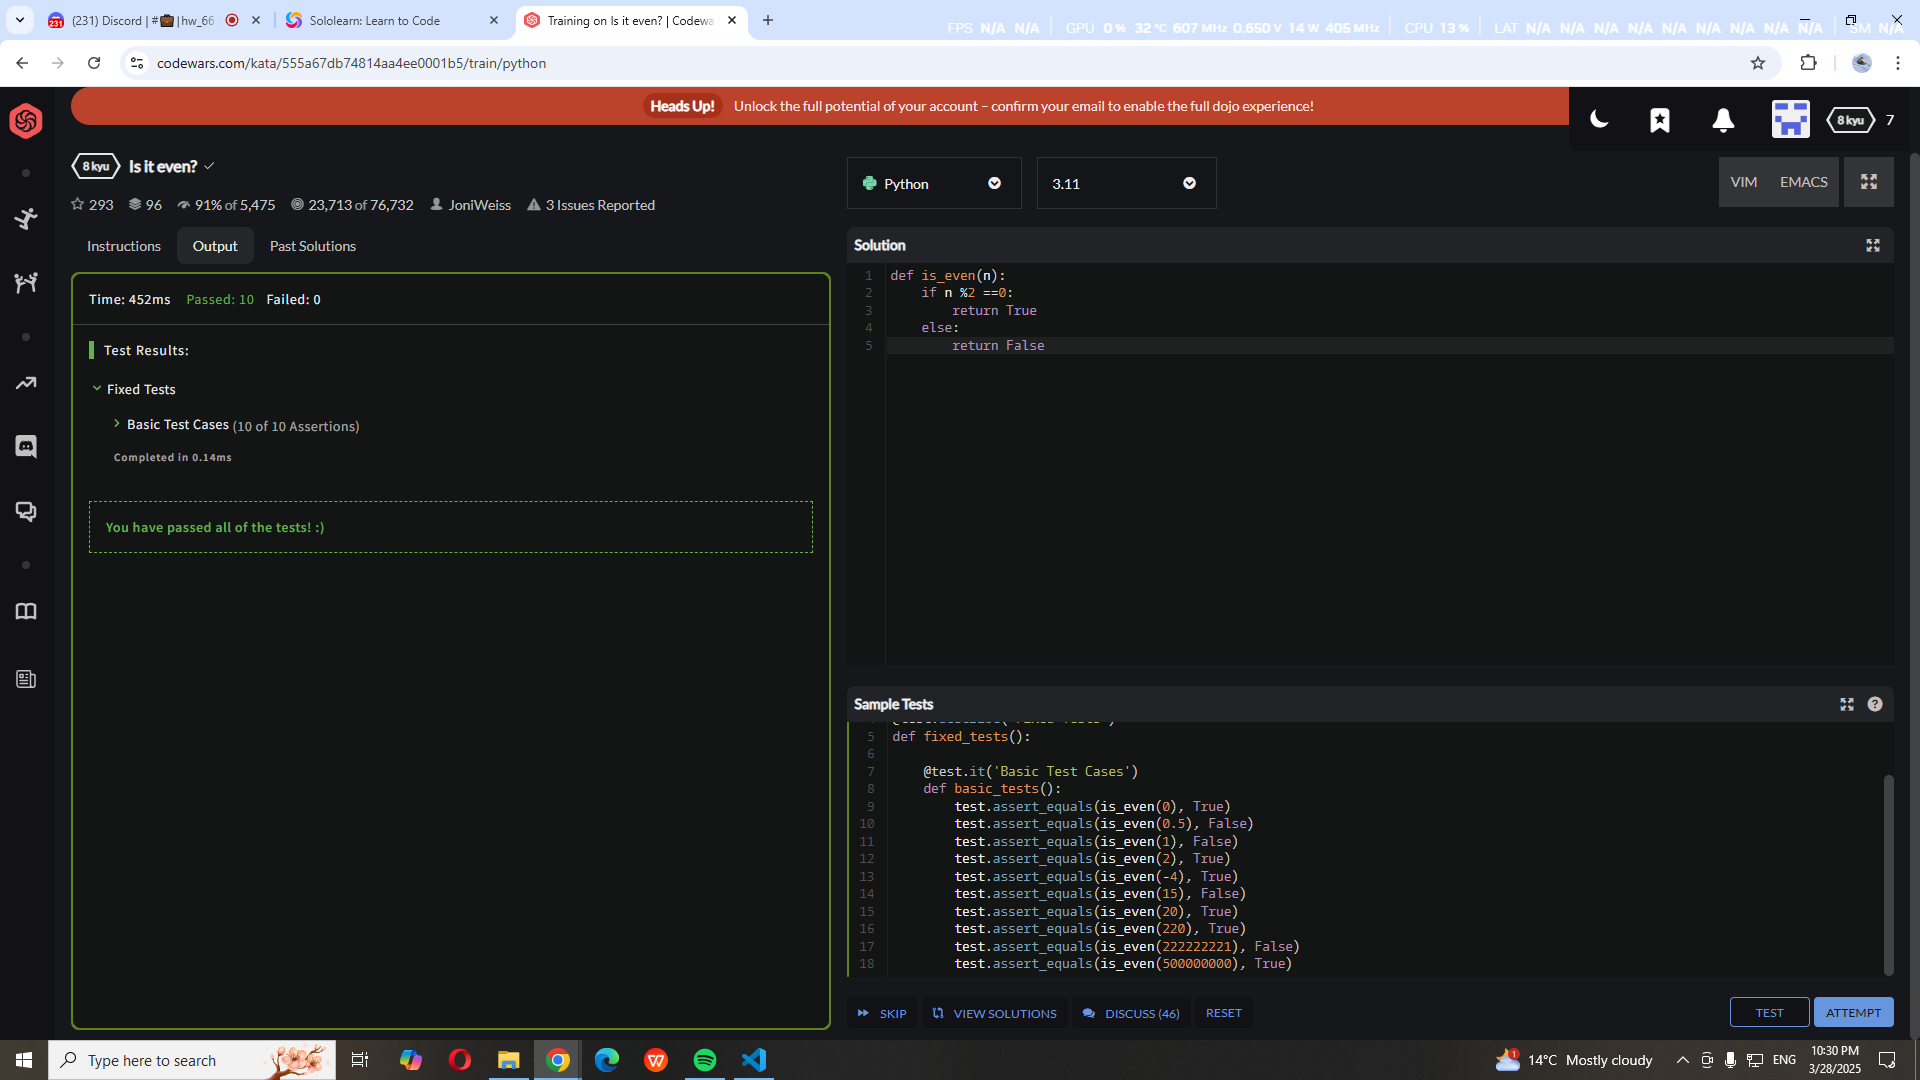 (231) Discord | #💼|hw_66
Sololearn: Learn to Code
Training on Is it even? | Codewa
FPS N/A N/A GPU 0 % 32 °C 607 MHz 0.650 V 14 W 405 MHz CPU 13 % LAT N/A N/A N/A N/A N/A N/A N/A N/A N/A SM N/A
codewars.com/kata/555a67db74814aa4ee0001b5/train/python
Heads Up! Unlock the full potential of your account – confirm your email to enable the full dojo experience!
8 kyu 7
8 kyu Is it even?
293 96 91% of 5,475 23,713 of 76,732 JoniWeiss 3 Issues Reported
Instructions Output Past Solutions
Time: 452ms Passed: 10 Failed: 0
Test Results:
Fixed Tests
Basic Test Cases (10 of 10 Assertions)
Completed in 0.14ms
You have passed all of the tests! :)
Python 3.11 VIM EMACS
Solution
1 def is_even(n):
2 if n %2 ==0:
3 return True
4 else:
5 return False
Sample Tests
5 def fixed_tests():
6
7 @test.it('Basic Test Cases')
8 def basic_tests():
9 test.assert_equals(is_even(0), True)
10 test.assert_equals(is_even(0.5), False)
11 test.assert_equals(is_even(1), False)
12 test.assert_equals(is_even(2), True)
13 test.assert_equals(is_even(-4), True)
14 test.assert_equals(is_even(15), False)
15 test.assert_equals(is_even(20), True)
16 test.assert_equals(is_even(220), True)
17 test.assert_equals(is_even(222222221), False)
18 test.assert_equals(is_even(500000000), True)
SKIP VIEW SOLUTIONS DISCUSS (46) RESET TEST ATTEMPT
Type here to search
14°C Mostly cloudy ENG
10:30 PM
3/28/2025